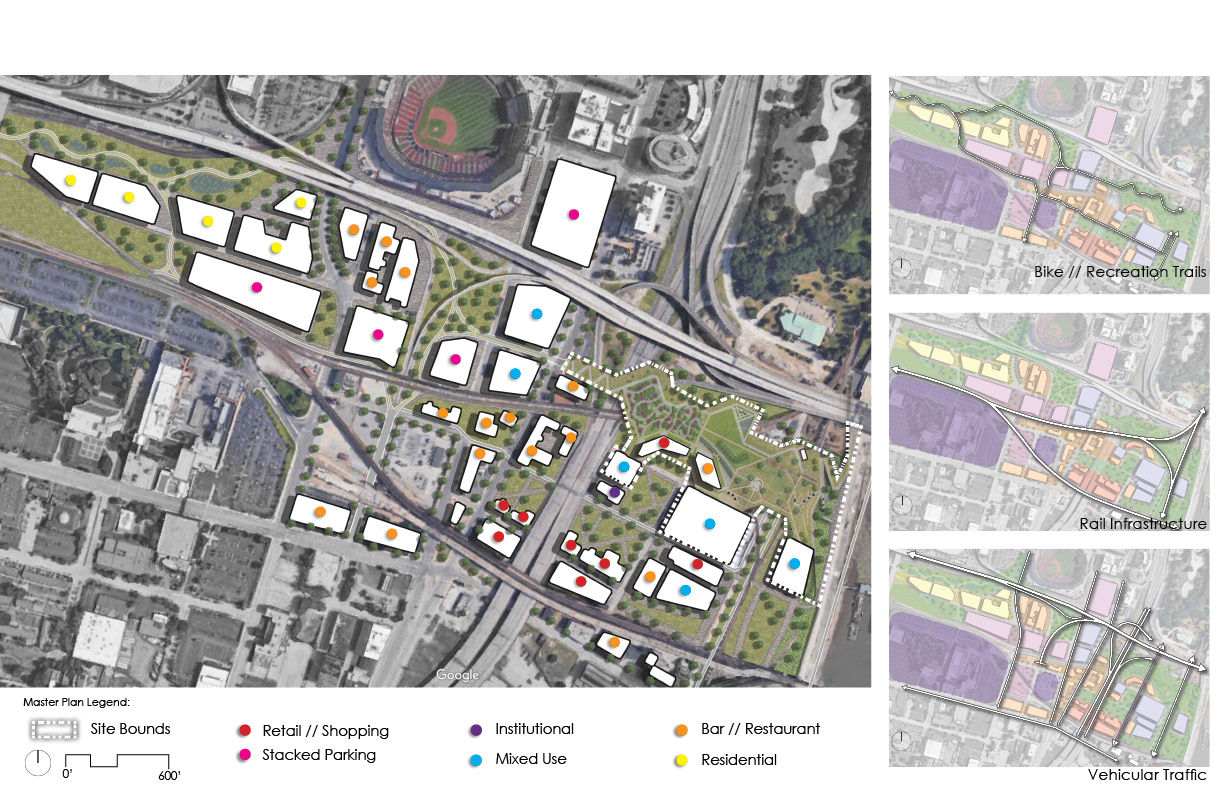 Bike // Recreation Trails
Rail Infrastructure
Google
Master Plan Legend:
Site Bounds
0'
600'
Retail // Shopping
Stacked Parking
Institutional
Mixed Use
Bar // Restaurant
Residential
Vehicular Traffic